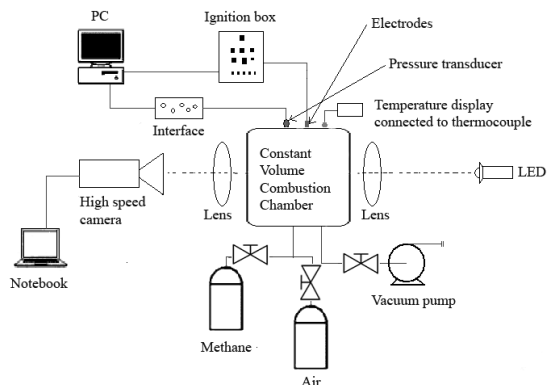 PC
Ignition box
Electrodes
Pressure transducer
Temperature display
connected to thermocouple
Interface
Constant
Volume
Combustion
Chamber
LED
High speed
camera
Lens
Lens
Notebook
Vacuum pump
Methane
Air